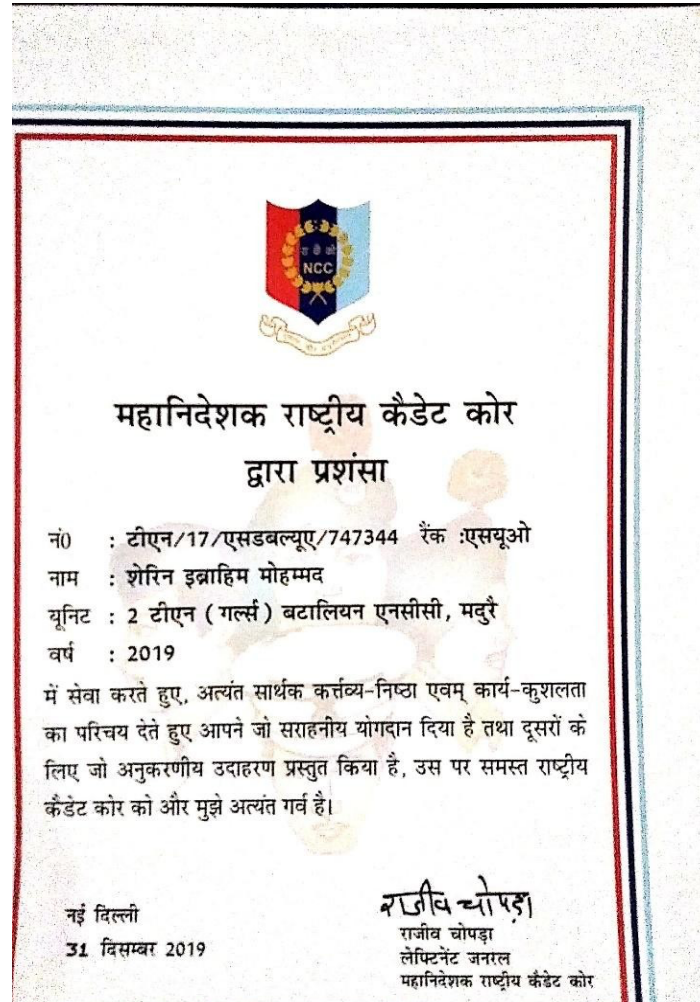 रा कै को
NCC
महानिदेशक राष्ट्रीय कैडेट कोर
द्वारा प्रशंसा
नं0 : टीएन/17/एसडबल्यूए/747344 रैंक :एसयूओ
नाम : शेरिन इब्राहिम मोहम्मद
यूनिट : 2 टीएन ( गर्ल्स ) बटालियन एनसीसी, मदुरै
वर्ष : 2019
में सेवा करते हुए, अत्यंत सार्थक कर्त्तव्य-निष्ठा एवम् कार्य-कुशलता
का परिचय देते हुए आपने जो सराहनीय योगदान दिया है तथा दूसरों के
लिए जो अनुकरणीय उदाहरण प्रस्तुत किया है, उस पर समस्त राष्ट्रीय
कैडेट कोर को और मुझे अत्यंत गर्व है।
राजीव चोपड़ा
नई दिल्ली
राजीव चोपड़ा
31 दिसम्बर 2019
लेफ्टिनेंट जनरल
महानिदेशक राष्ट्रीय कैडेट कोर